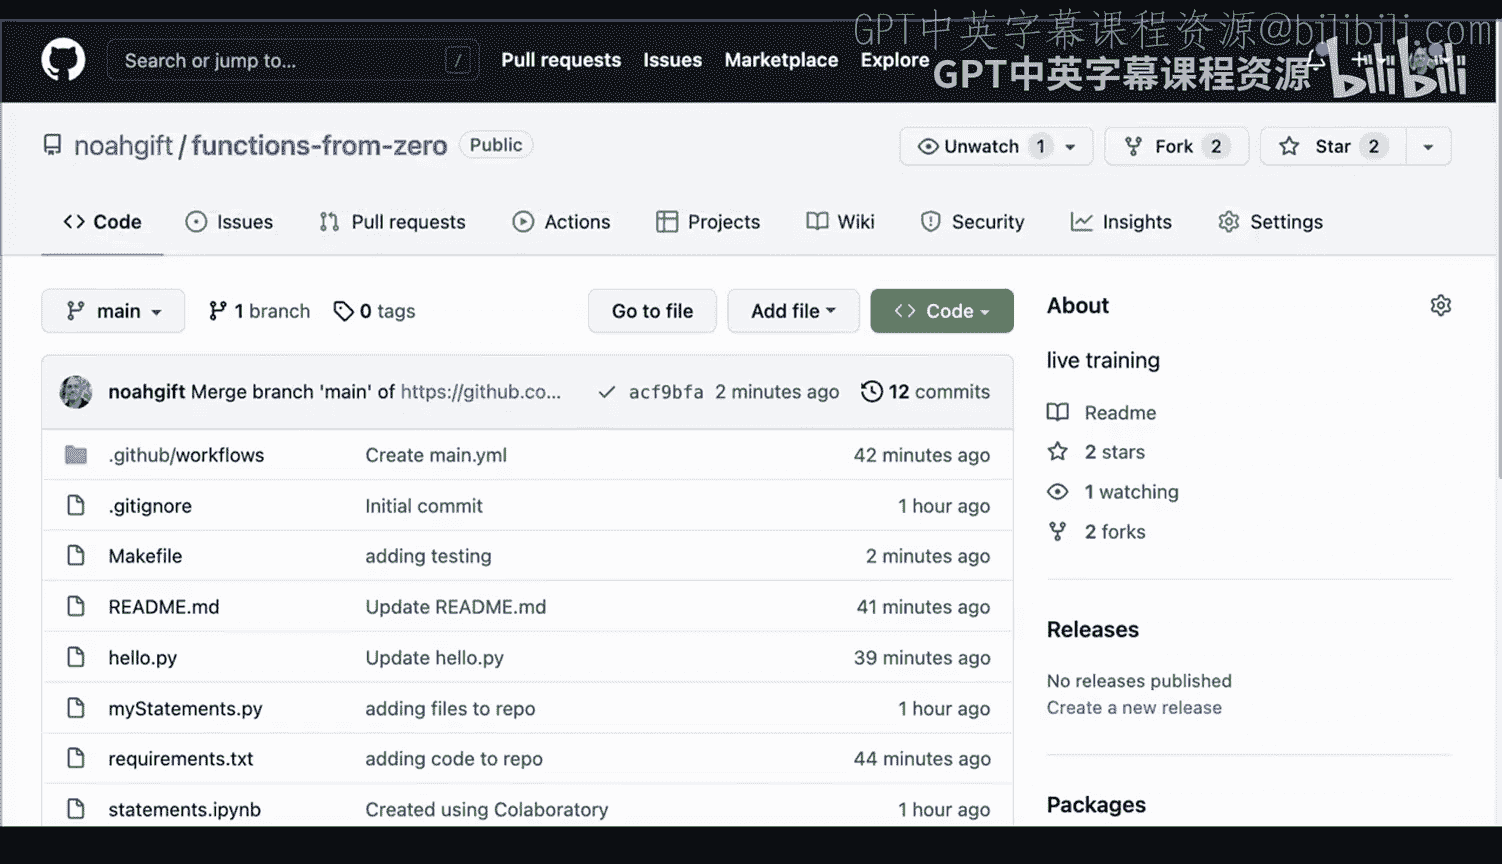 GPT中英字幕课程资源@bilibili.com
Search or jump to... / Pull requests Issues Marketplace Explore
GPT中英字幕课程资源 bilibili
noahgift / functions-from-zero Public Unwatch 1 Fork 2 Star 2
Code Issues Pull requests Actions Projects Wiki Security Insights Settings
main 1 branch 0 tags Go to file Add file Code
noahgift Merge branch 'main' of https://github.co... acf9bfa 2 minutes ago 12 commits
.github/workflows Create main.yml 42 minutes ago
.gitignore Initial commit 1 hour ago
Makefile adding testing 2 minutes ago
README.md Update README.md 41 minutes ago
hello.py Update hello.py 39 minutes ago
myStatements.py adding files to repo 1 hour ago
requirements.txt adding code to repo 44 minutes ago
statements.ipynb Created using Colaboratory 1 hour ago
About
live training
Readme
2 stars
1 watching
2 forks
Releases
No releases published
Create a new release
Packages